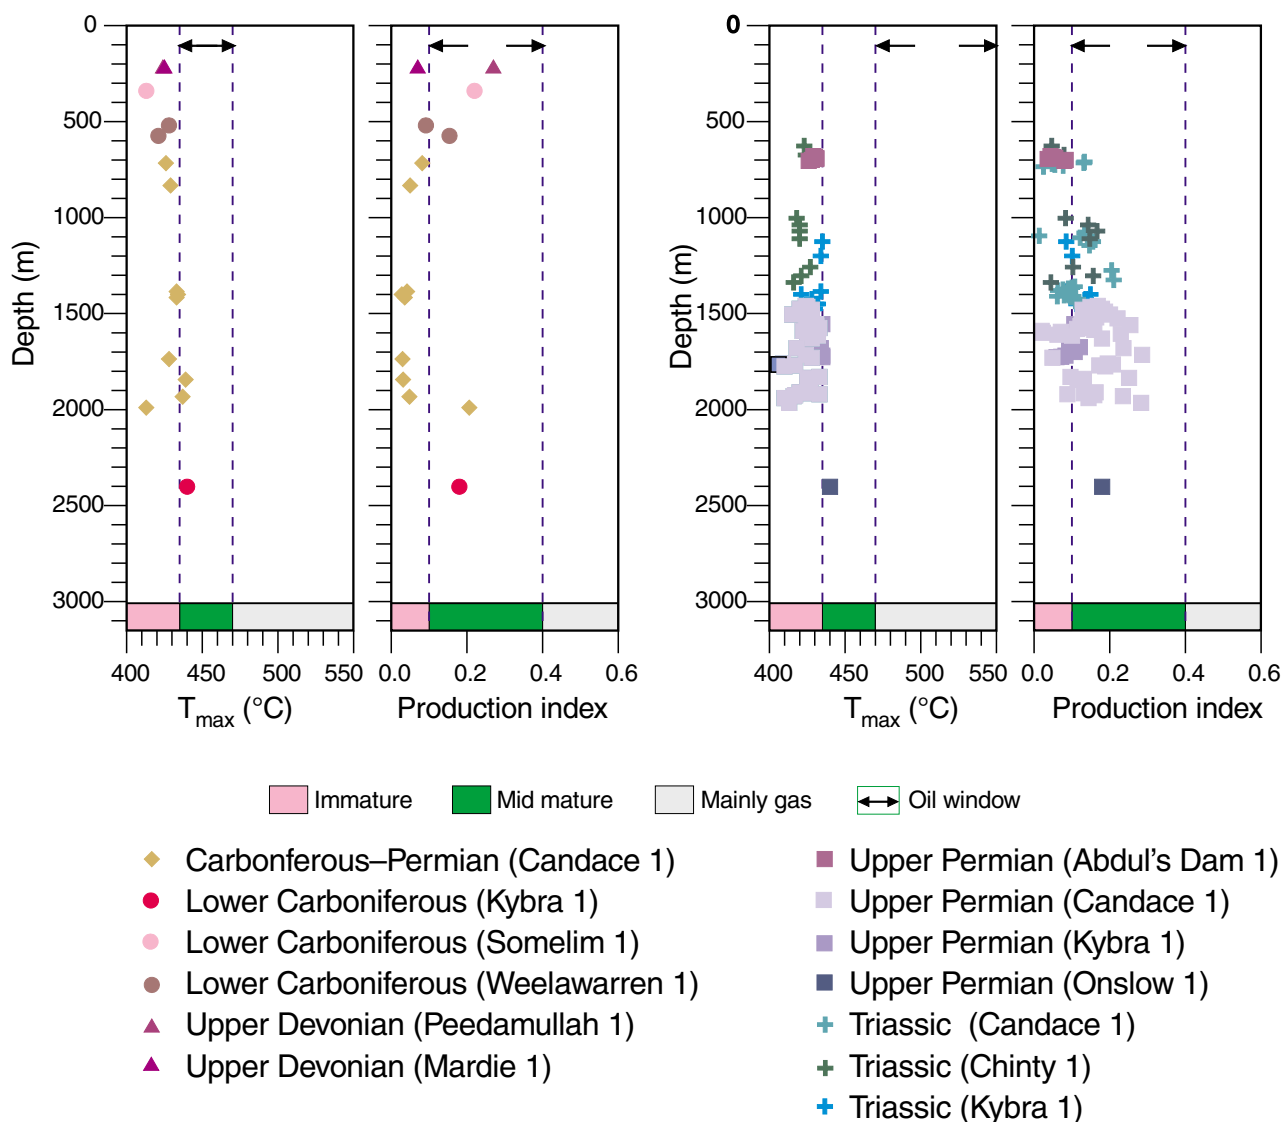 0
500
1000
1500
2000
2500
3000
Depth (m)
400 450 500 550
Tmax (°C)
0.0 0.2 0.4 0.6
Production index
0
500
1000
1500
2000
2500
3000
Depth (m)
400 450 500 550
Tmax (°C)
0.0 0.2 0.4 0.6
Production index
Immature Mid mature Mainly gas Oil window
Carbonferous–Permian (Candace 1)
Lower Carboniferous (Kybra 1)
Lower Carboniferous (Somelim 1)
Lower Carboniferous (Weelawarren 1)
Upper Devonian (Peedamullah 1)
Upper Devonian (Mardie 1)
Upper Permian (Abdul's Dam 1)
Upper Permian (Candace 1)
Upper Permian (Kybra 1)
Upper Permian (Onslow 1)
Triassic (Candace 1)
Triassic (Chinty 1)
Triassic (Kybra 1)